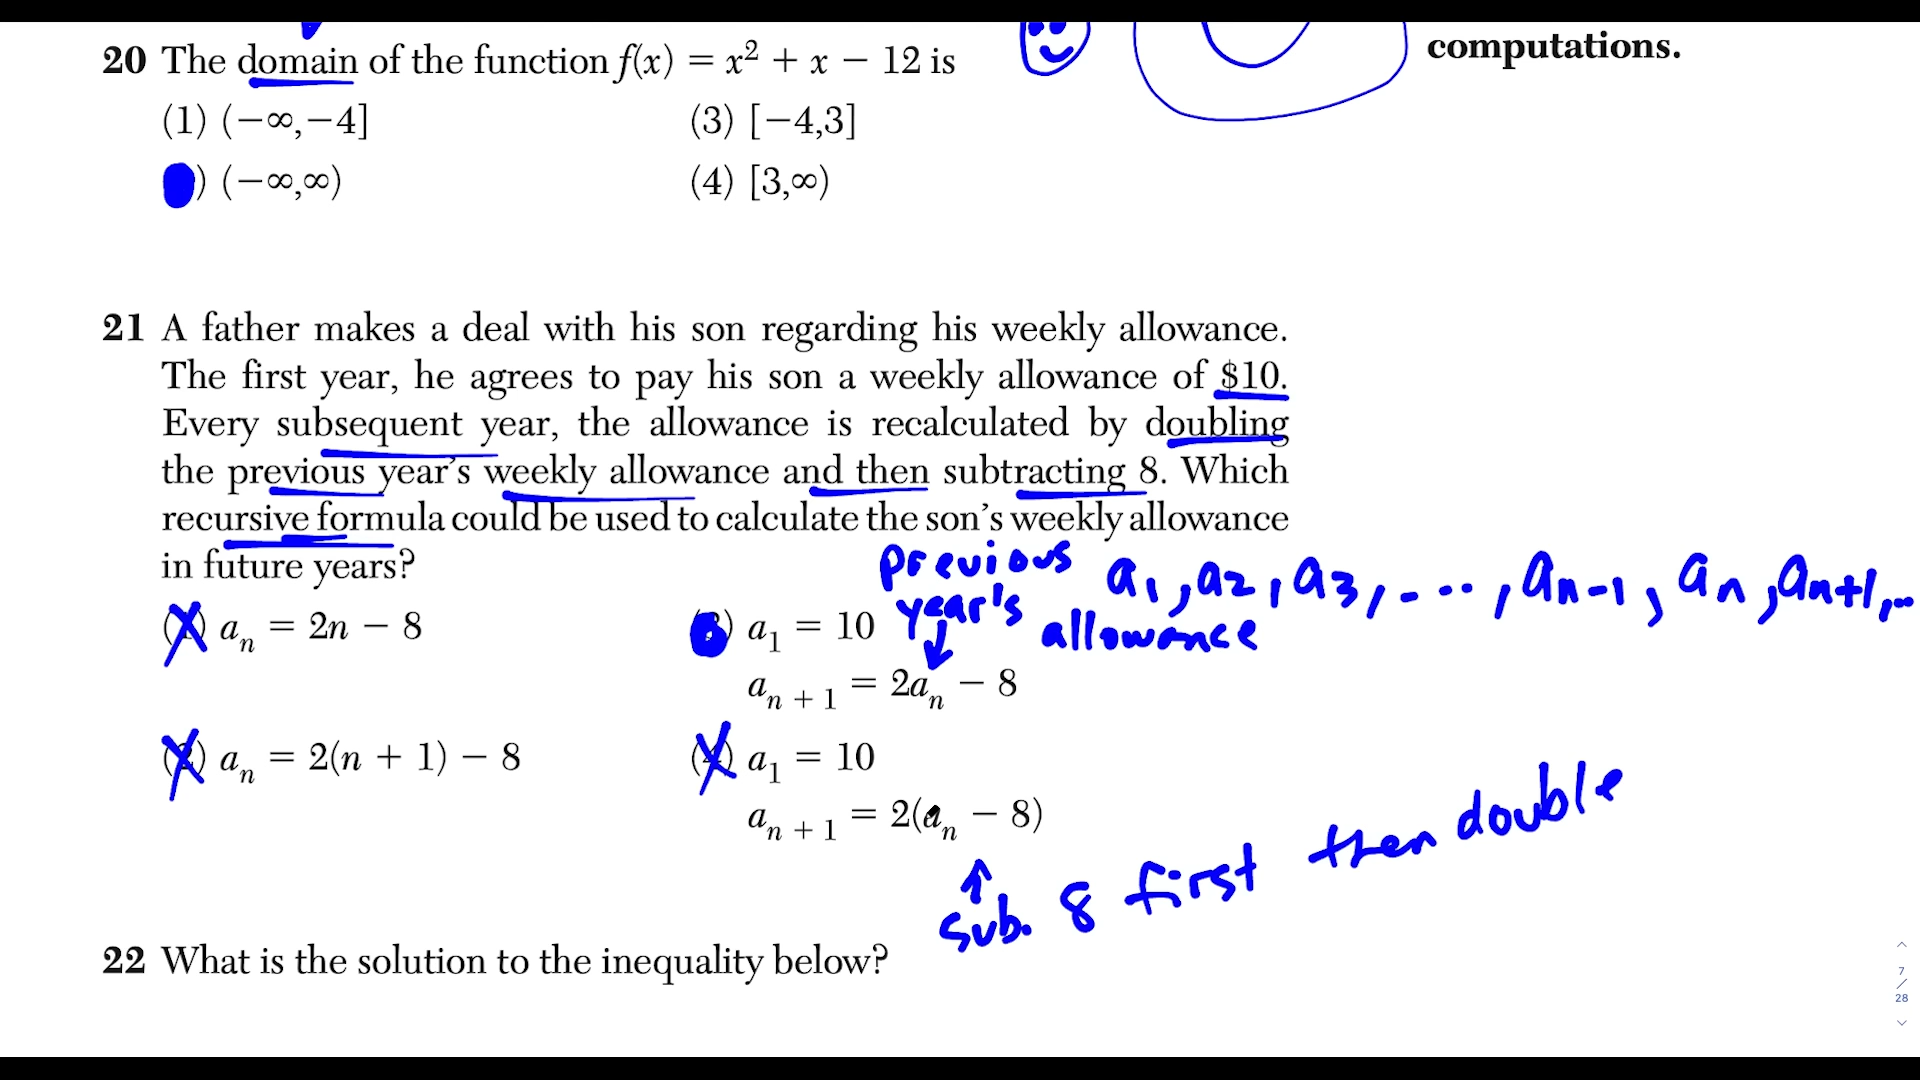 computations.
20 The domain of the function f(x) = x² + x − 12 is
(1) (−∞,−4]
(3) [−4,3]
) (−∞,∞)
(4) [3,∞)
21 A father makes a deal with his son regarding his weekly allowance.
The first year, he agrees to pay his son a weekly allowance of $10.
Every subsequent year, the allowance is recalculated by doubling
the previous year's weekly allowance and then subtracting 8. Which
recursive formula could be used to calculate the son's weekly allowance
in future years?
previous
year's
allowance
a₁, a₂, a₃, ..., aₙ₋₁, aₙ, aₙ₊₁, ...
aₙ = 2n − 8
) a₁ = 10
aₙ ₊ ₁ = 2aₙ − 8
aₙ = 2(n + 1) − 8
a₁ = 10
aₙ ₊ ₁ = 2(aₙ − 8)
sub. 8 first then double
22 What is the solution to the inequality below?
7
/
28